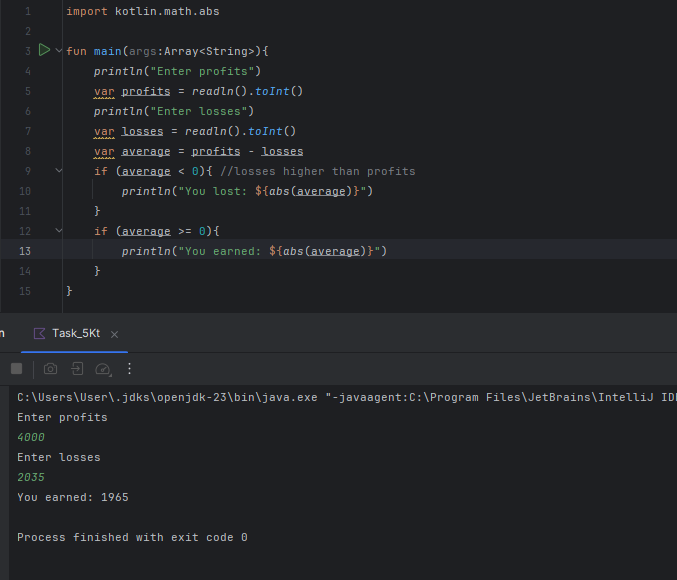 1 import kotlin.math.abs
2
3 fun main(args:Array<String>){
4 println("Enter profits")
5 var profits = readln().toInt()
6 println("Enter losses")
7 var losses = readln().toInt()
8 var average = profits - losses
9 if (average < 0){ //losses higher than profits
10 println("You lost: ${abs(average)}")
11 }
12 if (average >= 0){
13 println("You earned: ${abs(average)}")
14 }
15 }
n Task_5Kt
C:\Users\User\.jdks\openjdk-23\bin\java.exe "-javaagent:C:\Program Files\JetBrains\IntelliJ ID
Enter profits
4000
Enter losses
2035
You earned: 1965
Process finished with exit code 0